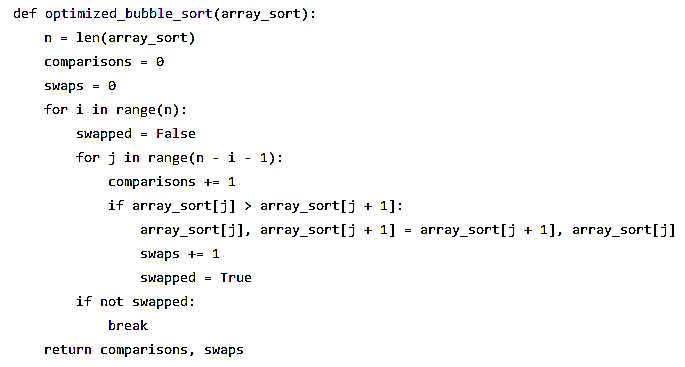 def optimized_bubble_sort(array_sort):
    n = len(array_sort)
    comparisons = 0
    swaps = 0
    for i in range(n):
        swapped = False
        for j in range(n - i - 1):
            comparisons += 1
            if array_sort[j] > array_sort[j + 1]:
                array_sort[j], array_sort[j + 1] = array_sort[j + 1], array_sort[j]
                swaps += 1
                swapped = True
        if not swapped:
            break
    return comparisons, swaps